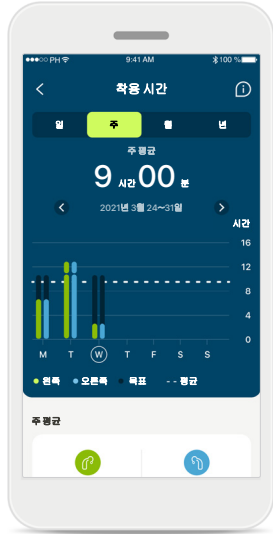 PH 9:41 AM 100 %
착용 시간
일 주 월 년
주 평균
9 시간 00 분
2021년 3월 24~31일
시간
16
12
8
4
0
M T W T F S S
왼쪽 오른쪽 목표 -- 평균
주 평균